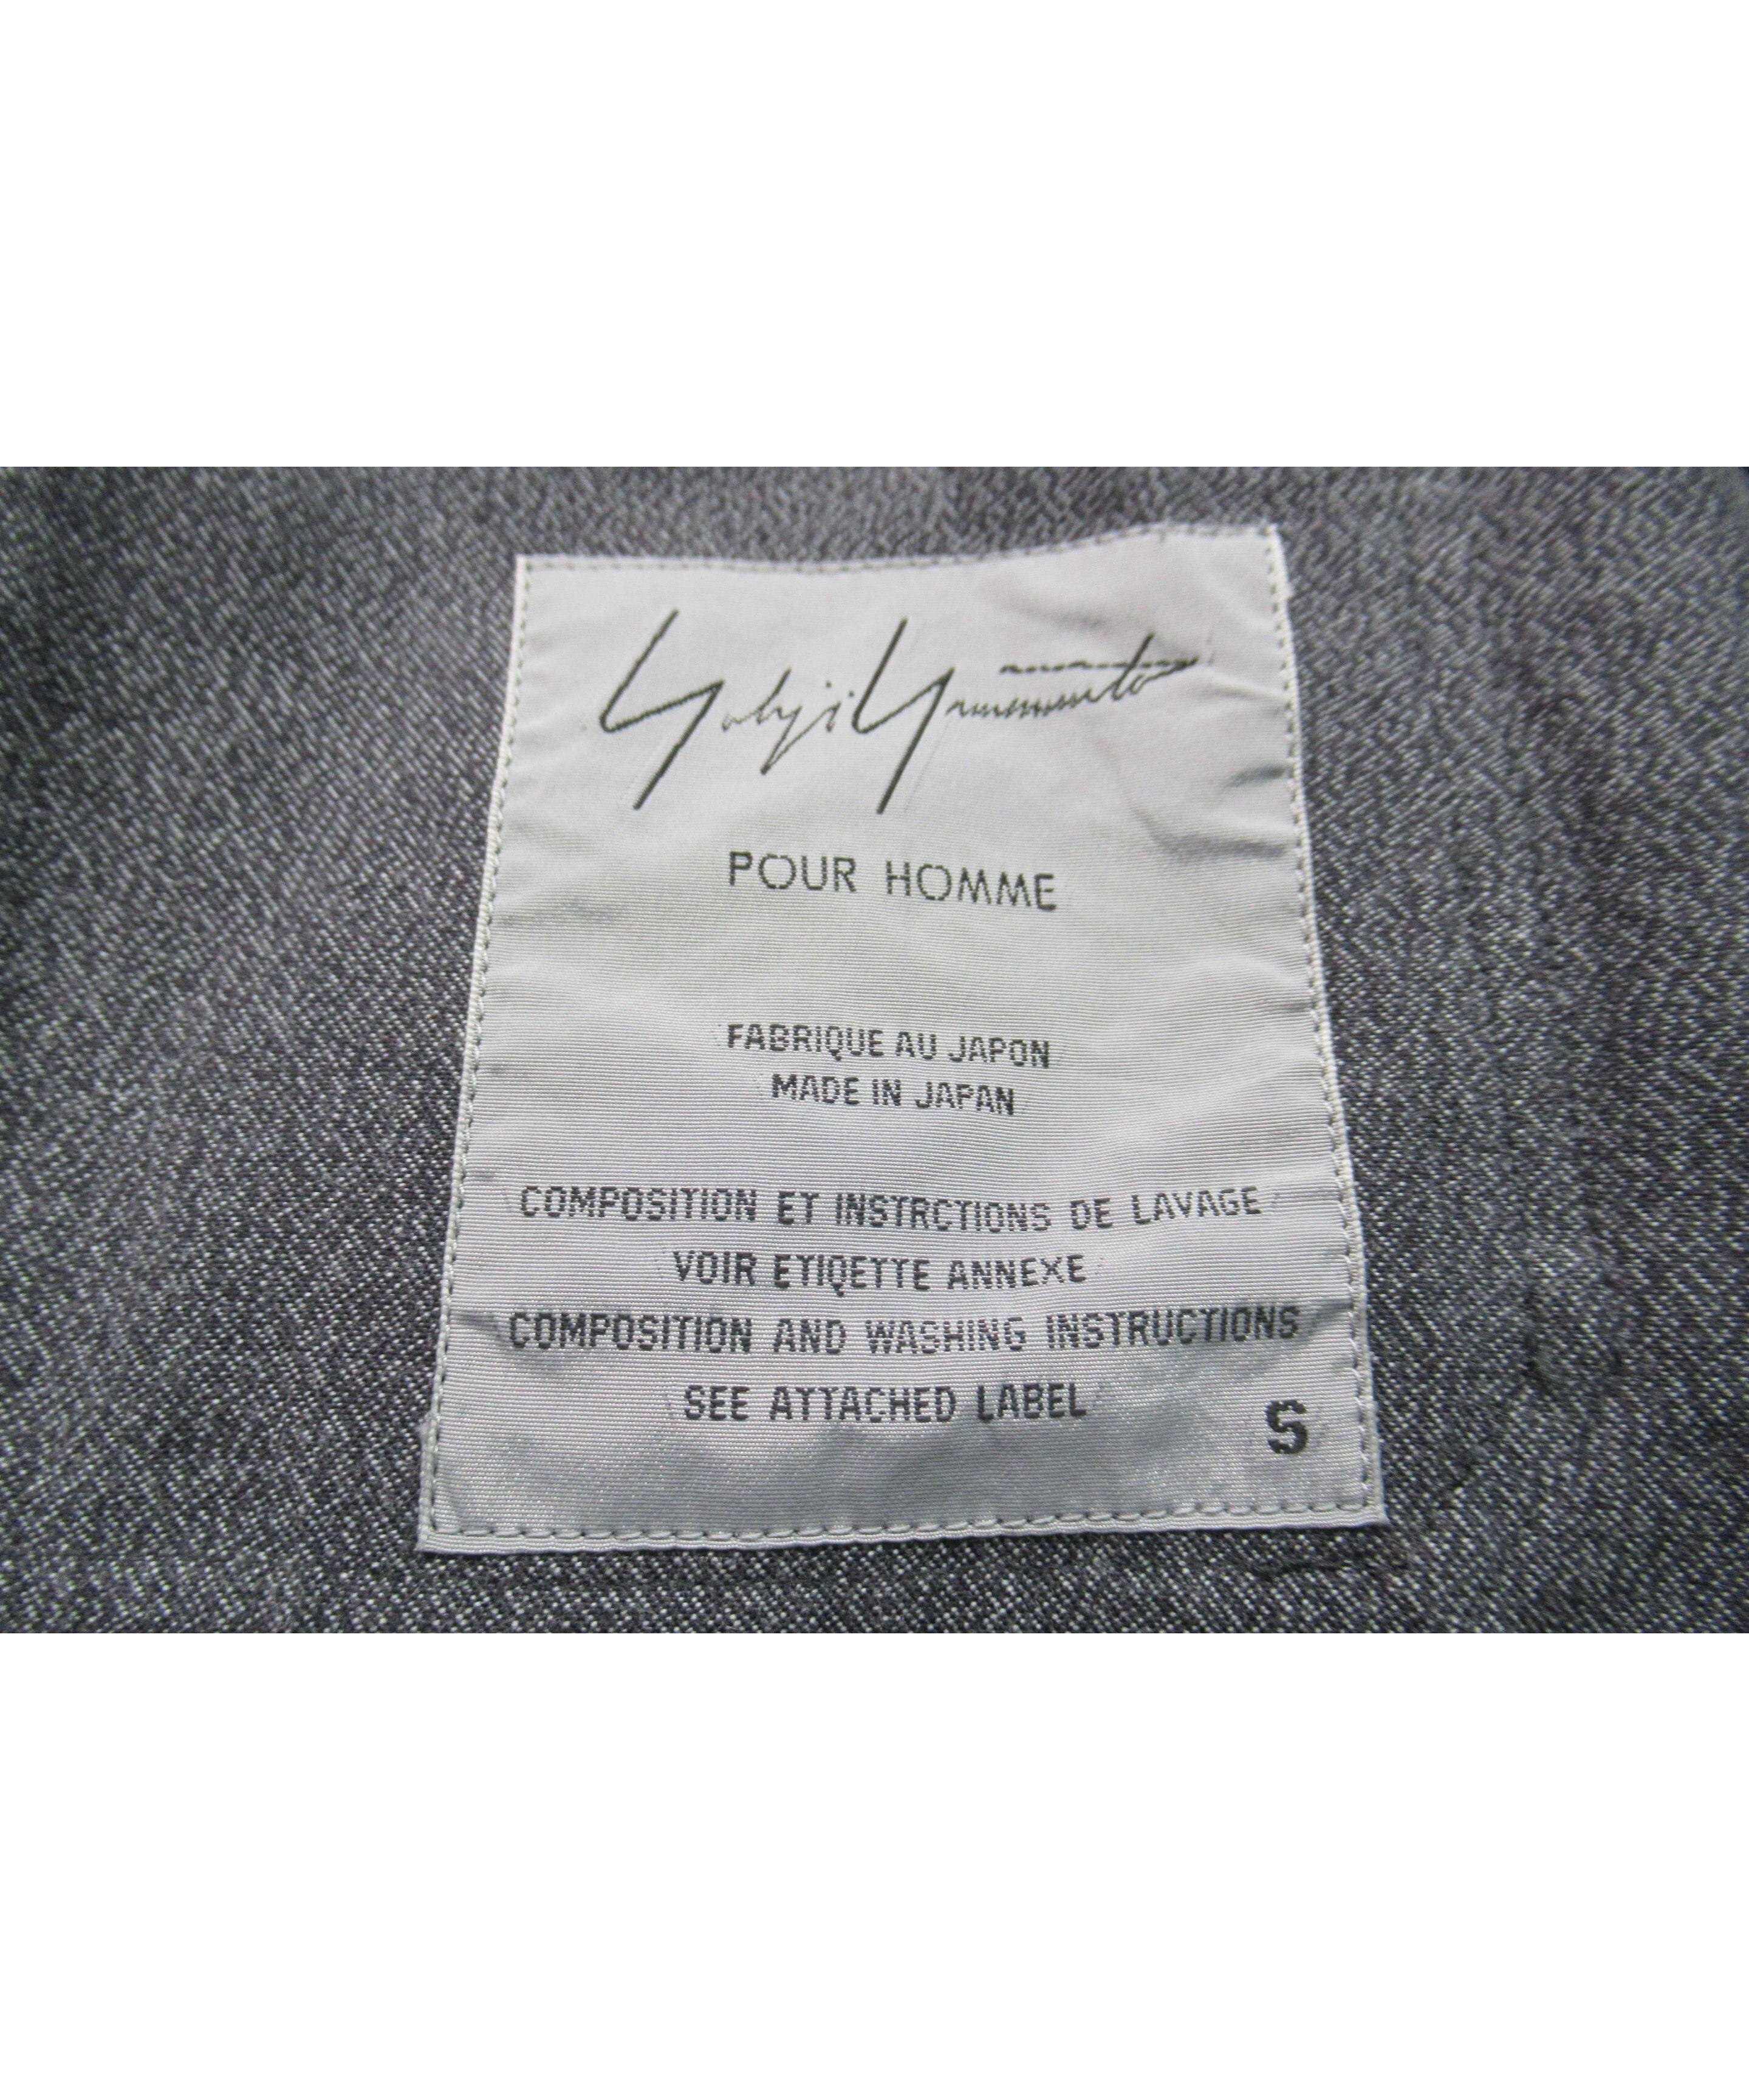 Yohji Yamamoto
POUR HOMME
FABRIQUE AU JAPON
MADE IN JAPAN
COMPOSITION ET INSTRCTIONS DE LAVAGE
VOIR ETIQETTE ANNEXE
COMPOSITION AND WASHING INSTRUCTIONS
SEE ATTACHED LABEL
S